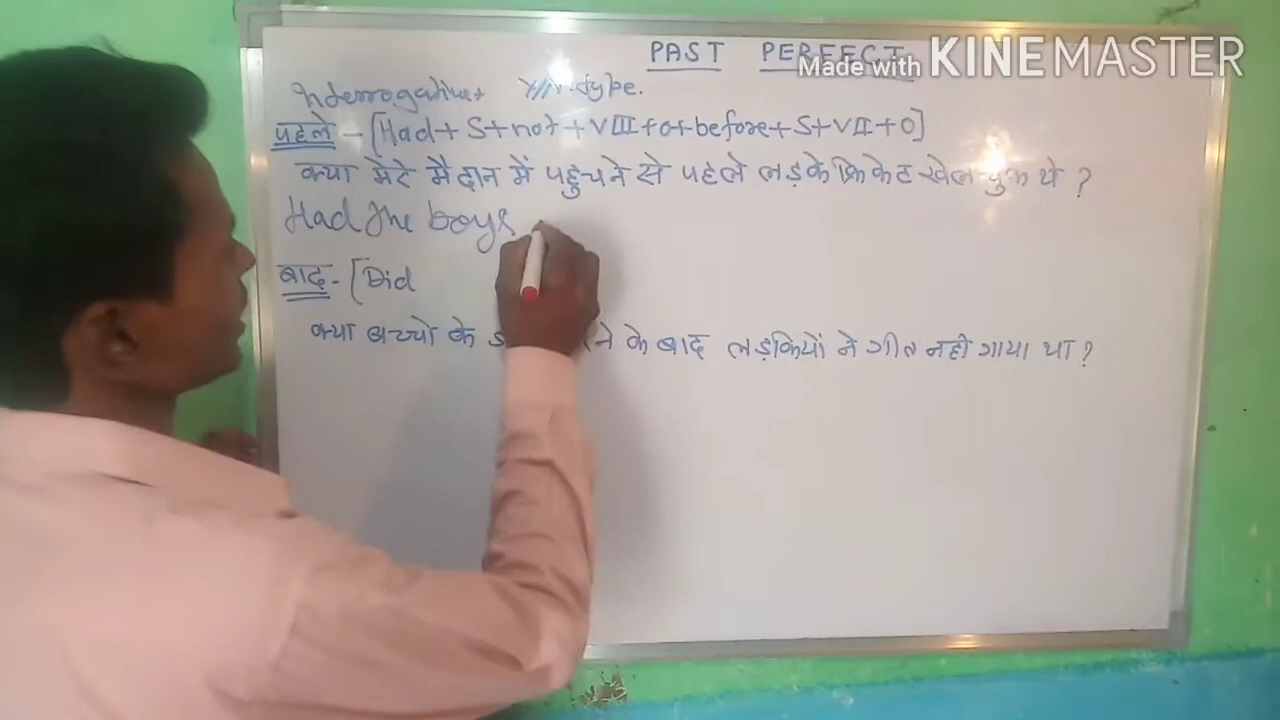 PAST PERFECT
Made with KINEMASTER
Interrogative Y/N type.
पहले - [Had + S + not + VIII + o + before + S + VII + O]
क्या मेरे मैदान में पहुंचने से पहले लड़के क्रिकेट खेल चुके थे ?
Had the boys
बाद - [Did
क्या बच्चो के के बाद लड़कियों ने गीत नहीं गाया था ?